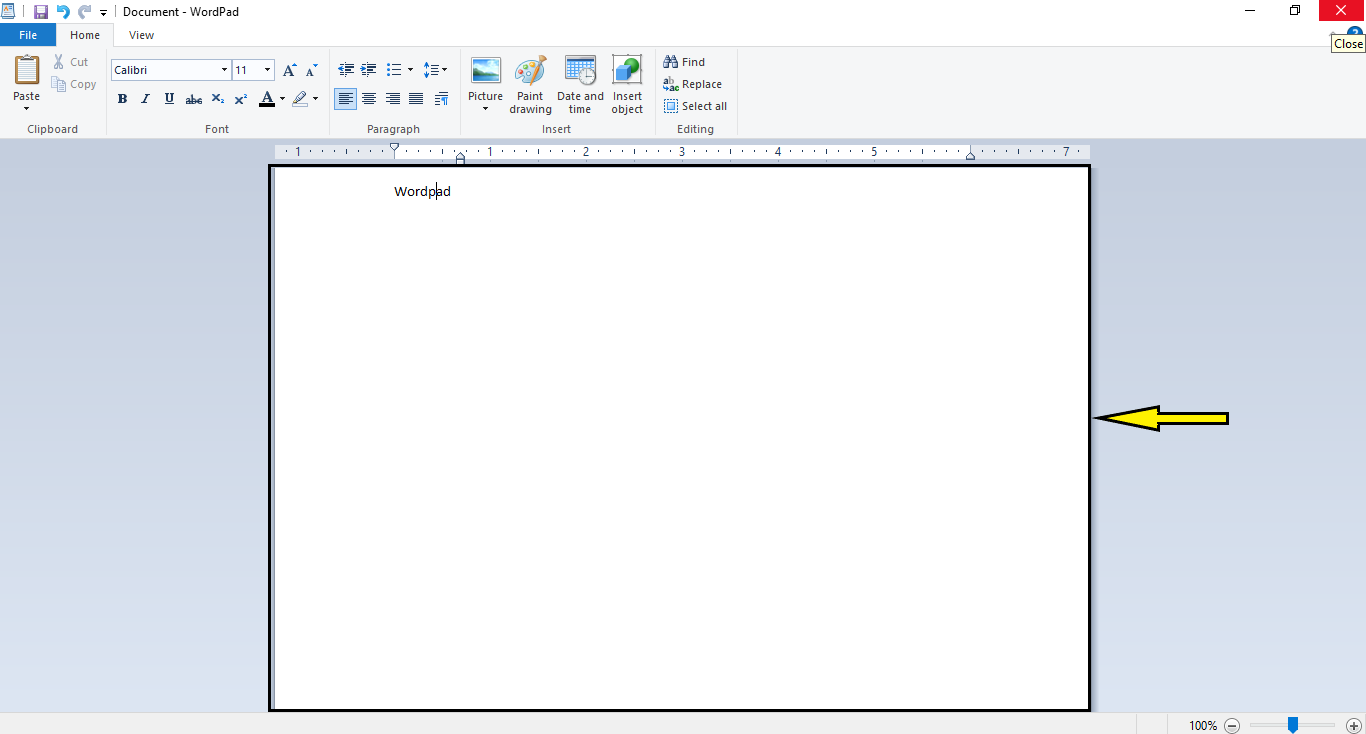 Document - WordPad
File Home View
Close
Paste
Cut
Copy
Clipboard
Calibri 11
B I U abc X₂ X²
A
Font
Paragraph
Picture
Paint drawing
Date and time
Insert object
Insert
Find
Replace
Select all
Editing
1 1 2 3 4 5 7
Wordpad
100%